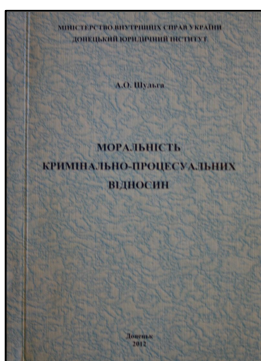 МІНІСТЕРСТВО ВНУТРІШНІХ СПРАВ УКРАЇНИ
ДОНЕЦЬКИЙ ЮРИДИЧНИЙ ІНСТИТУТ
А.О. Шульга
МОРАЛЬНІСТЬ
КРИМІНАЛЬНО-ПРОЦЕСУАЛЬНИХ
ВІДНОСИН
Донецьк
2012